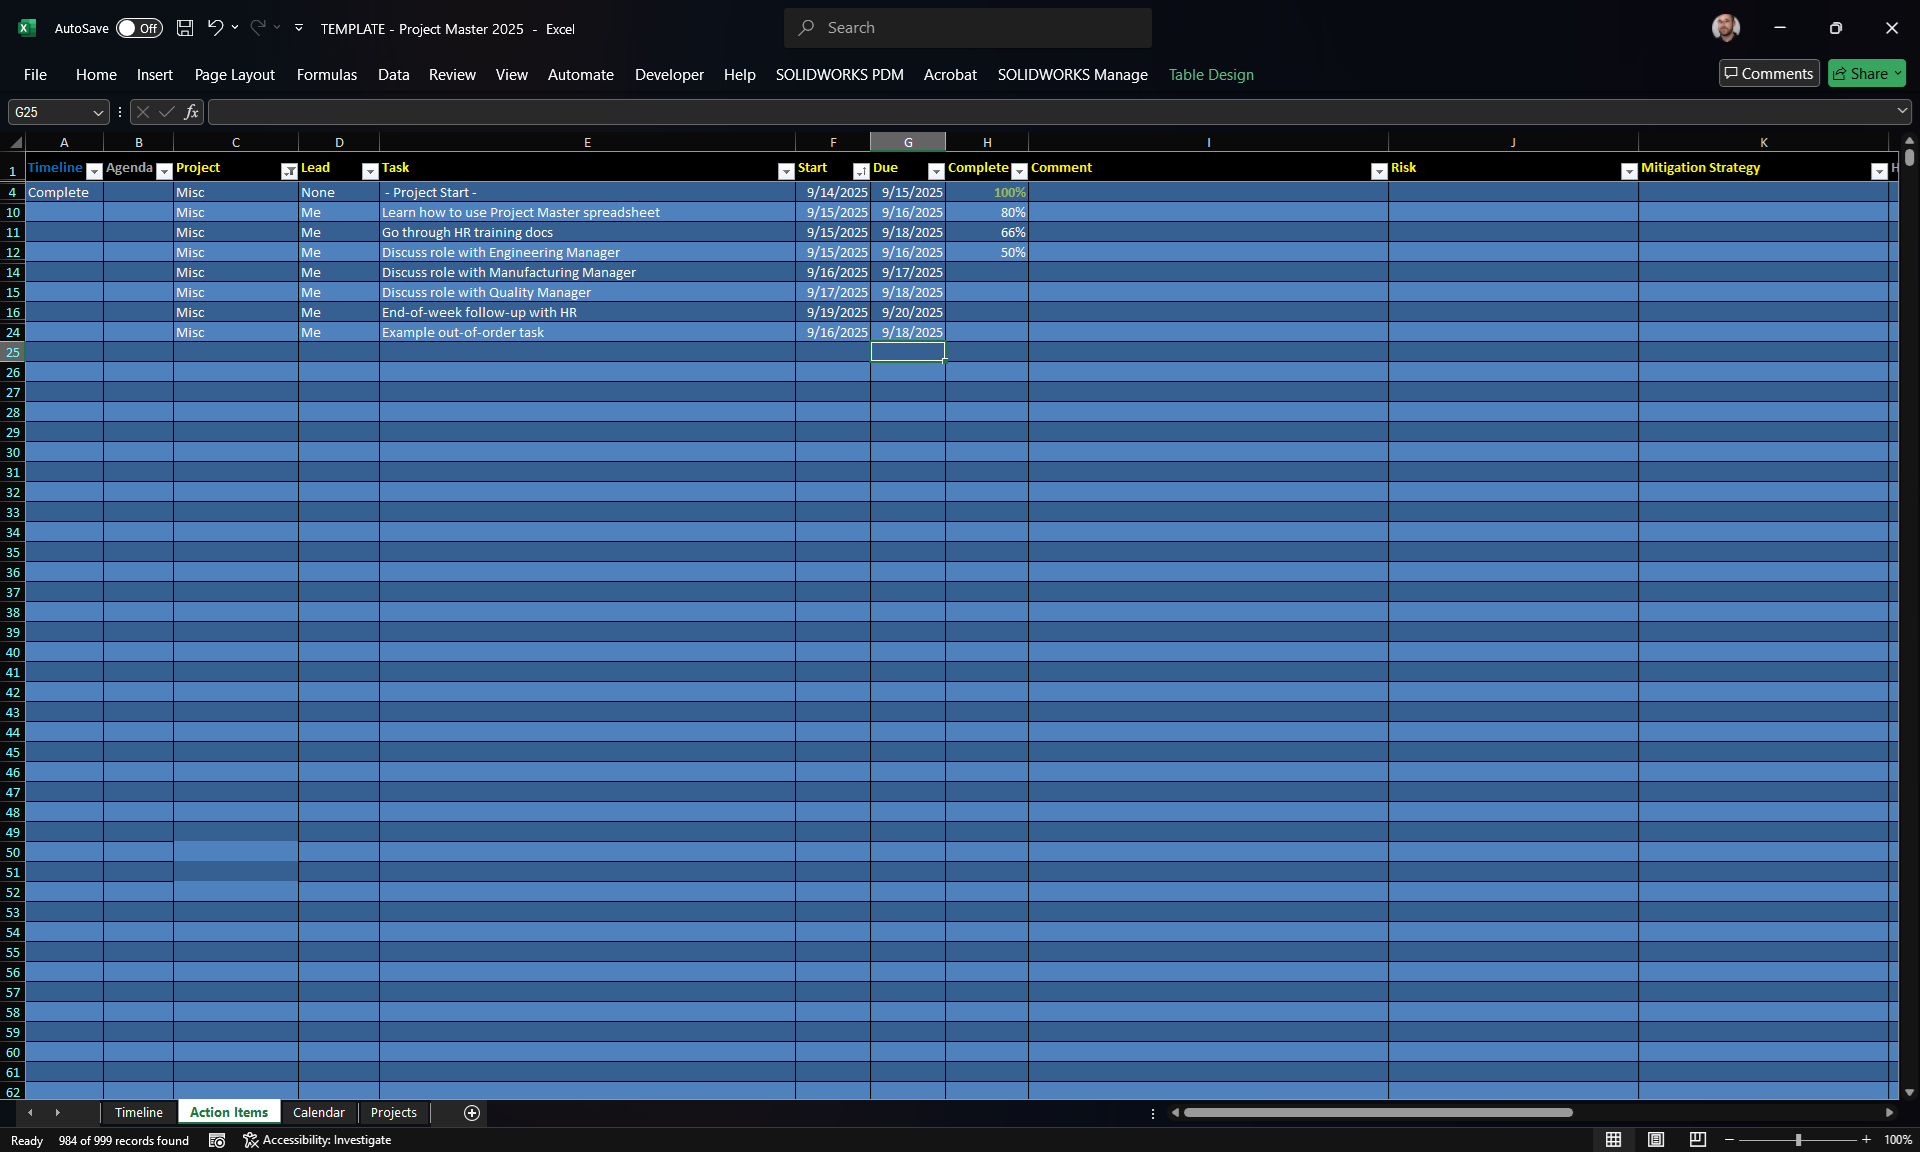 AutoSave Off TEMPLATE - Project Master 2025 - Excel Search
File Home Insert Page Layout Formulas Data Review View Automate Developer Help SOLIDWORKS PDM Acrobat SOLIDWORKS Manage Table Design Comments Share
G25 fx
A B C D E F G H I J K
1 Timeline Agenda Project Lead Task Start Due Complete Comment Risk Mitigation Strategy H
4 Complete Misc None - Project Start - 9/14/2025 9/15/2025 100%
10 Misc Me Learn how to use Project Master spreadsheet 9/15/2025 9/16/2025 80%
11 Misc Me Go through HR training docs 9/15/2025 9/18/2025 66%
12 Misc Me Discuss role with Engineering Manager 9/15/2025 9/16/2025 50%
14 Misc Me Discuss role with Manufacturing Manager 9/16/2025 9/17/2025
15 Misc Me Discuss role with Quality Manager 9/17/2025 9/18/2025
16 Misc Me End-of-week follow-up with HR 9/19/2025 9/20/2025
24 Misc Me Example out-of-order task 9/16/2025 9/18/2025
25
26
27
28
29
30
31
32
33
34
35
36
37
38
39
40
41
42
43
44
45
46
47
48
49
50
51
52
53
54
55
56
57
58
59
60
61
62
Timeline Action Items Calendar Projects
Ready 984 of 999 records found Accessibility: Investigate 100%